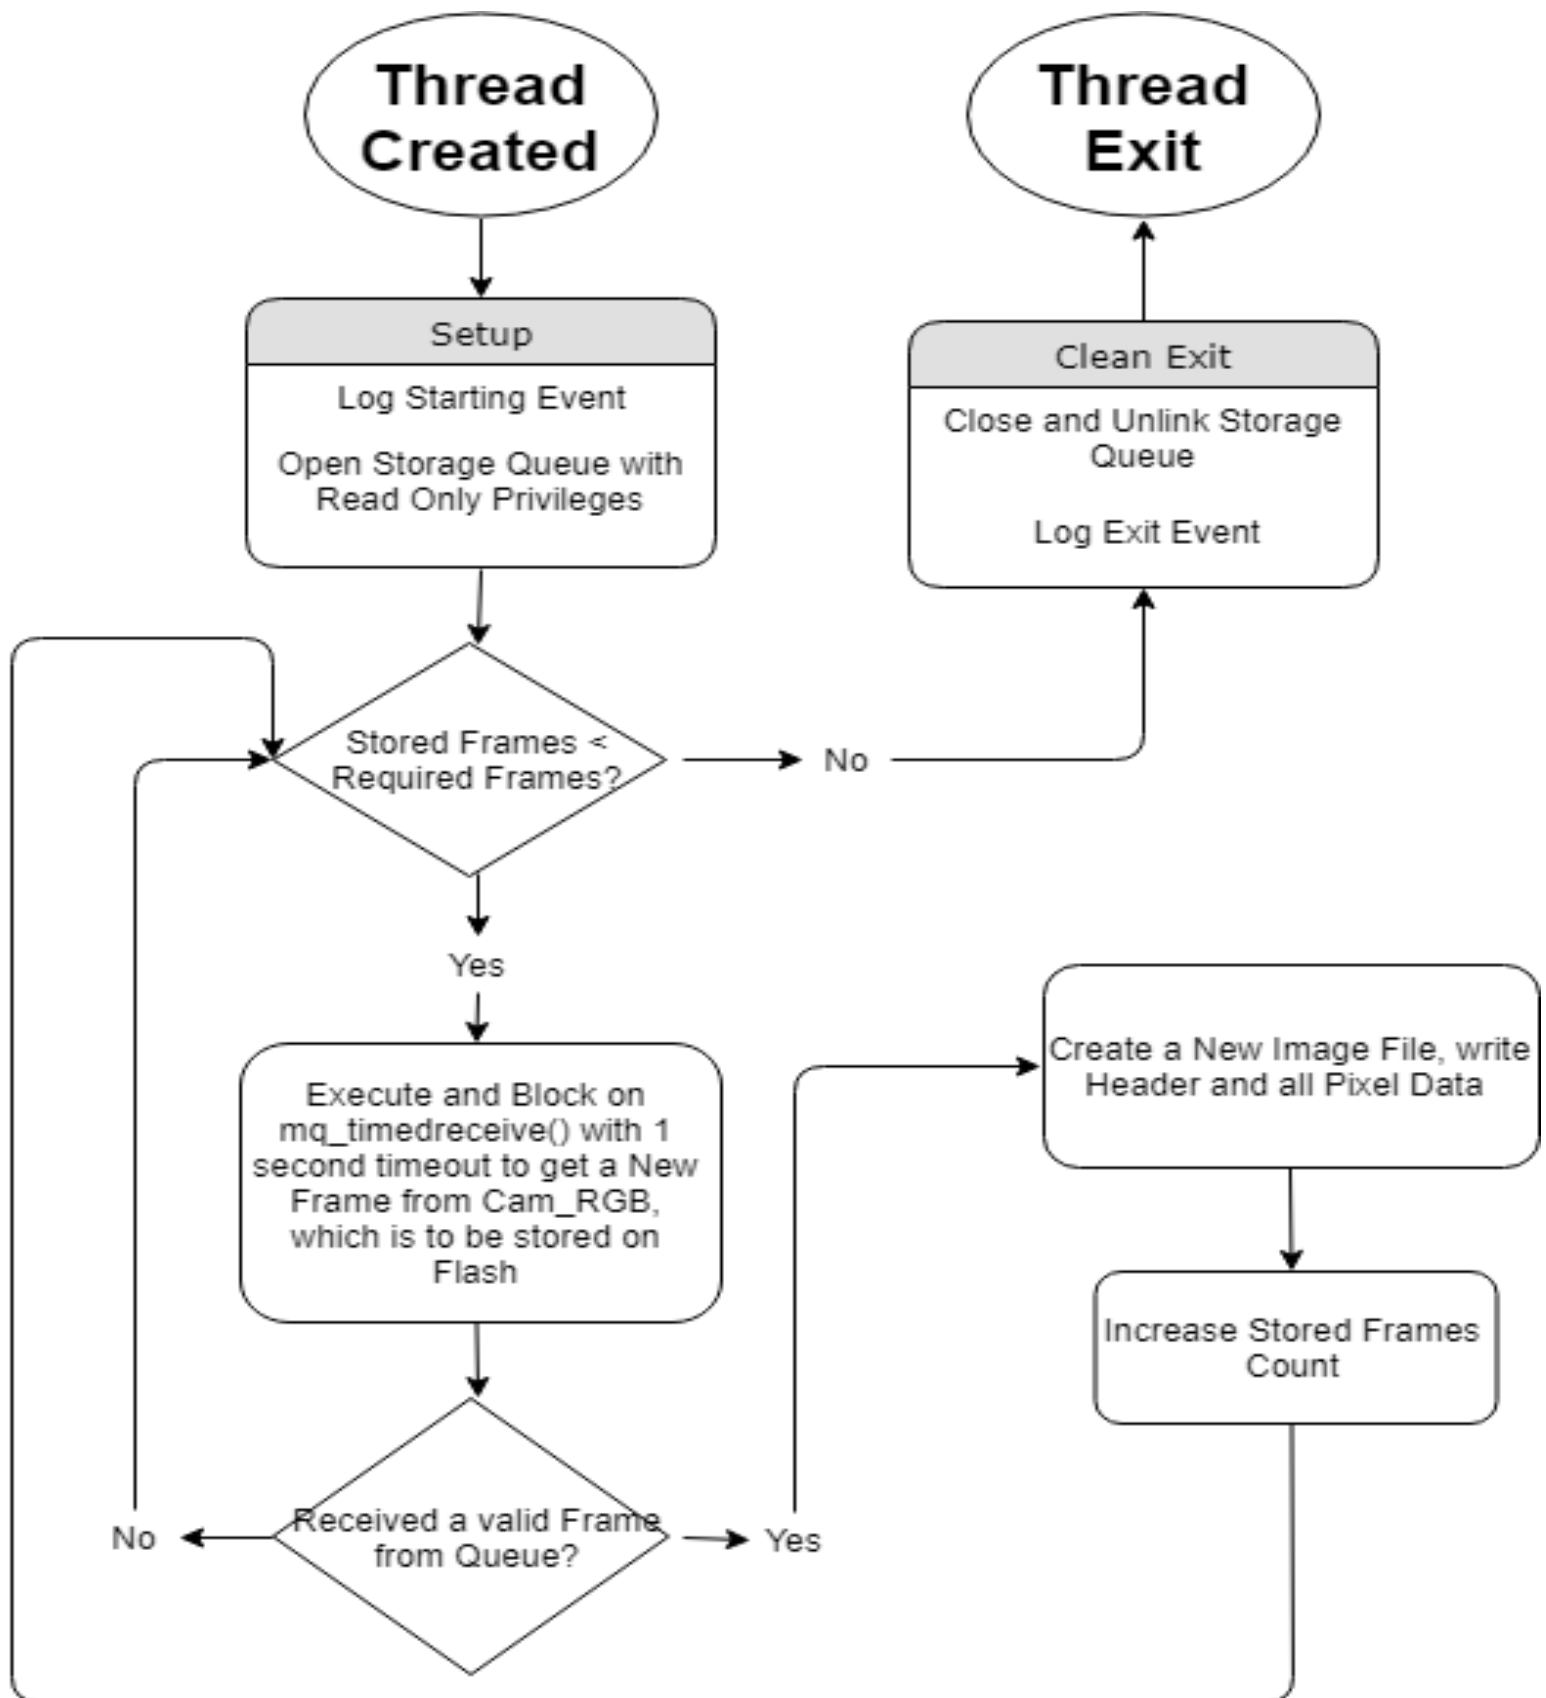 Thread
Created
Thread
Exit
Setup
Log Starting Event
Open Storage Queue with
Read Only Privileges
Clean Exit
Close and Unlink Storage
Queue
Log Exit Event
Stored Frames <
Required Frames?
No
Yes
Execute and Block on
mq_timedreceive() with 1
second timeout to get a New
Frame from Cam_RGB,
which is to be stored on
Flash
Create a New Image File, write
Header and all Pixel Data
Increase Stored Frames
Count
Received a valid Frame
from Queue?
No
Yes